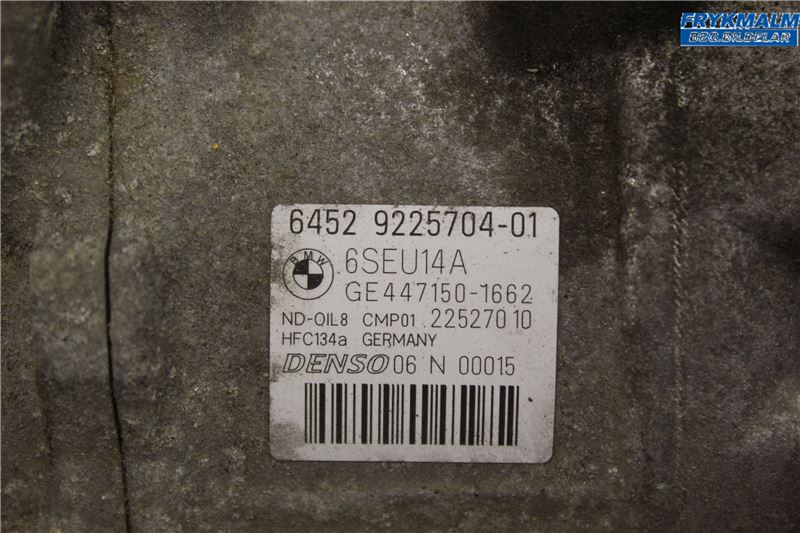 FRYKMALM
BEG.BILDELAR
6452 9225704-01
BMW
6SEU14A
GE447150-1662
ND-OIL8 CMP01 22527010
HFC134a GERMANY
DENSO 06 N 00015